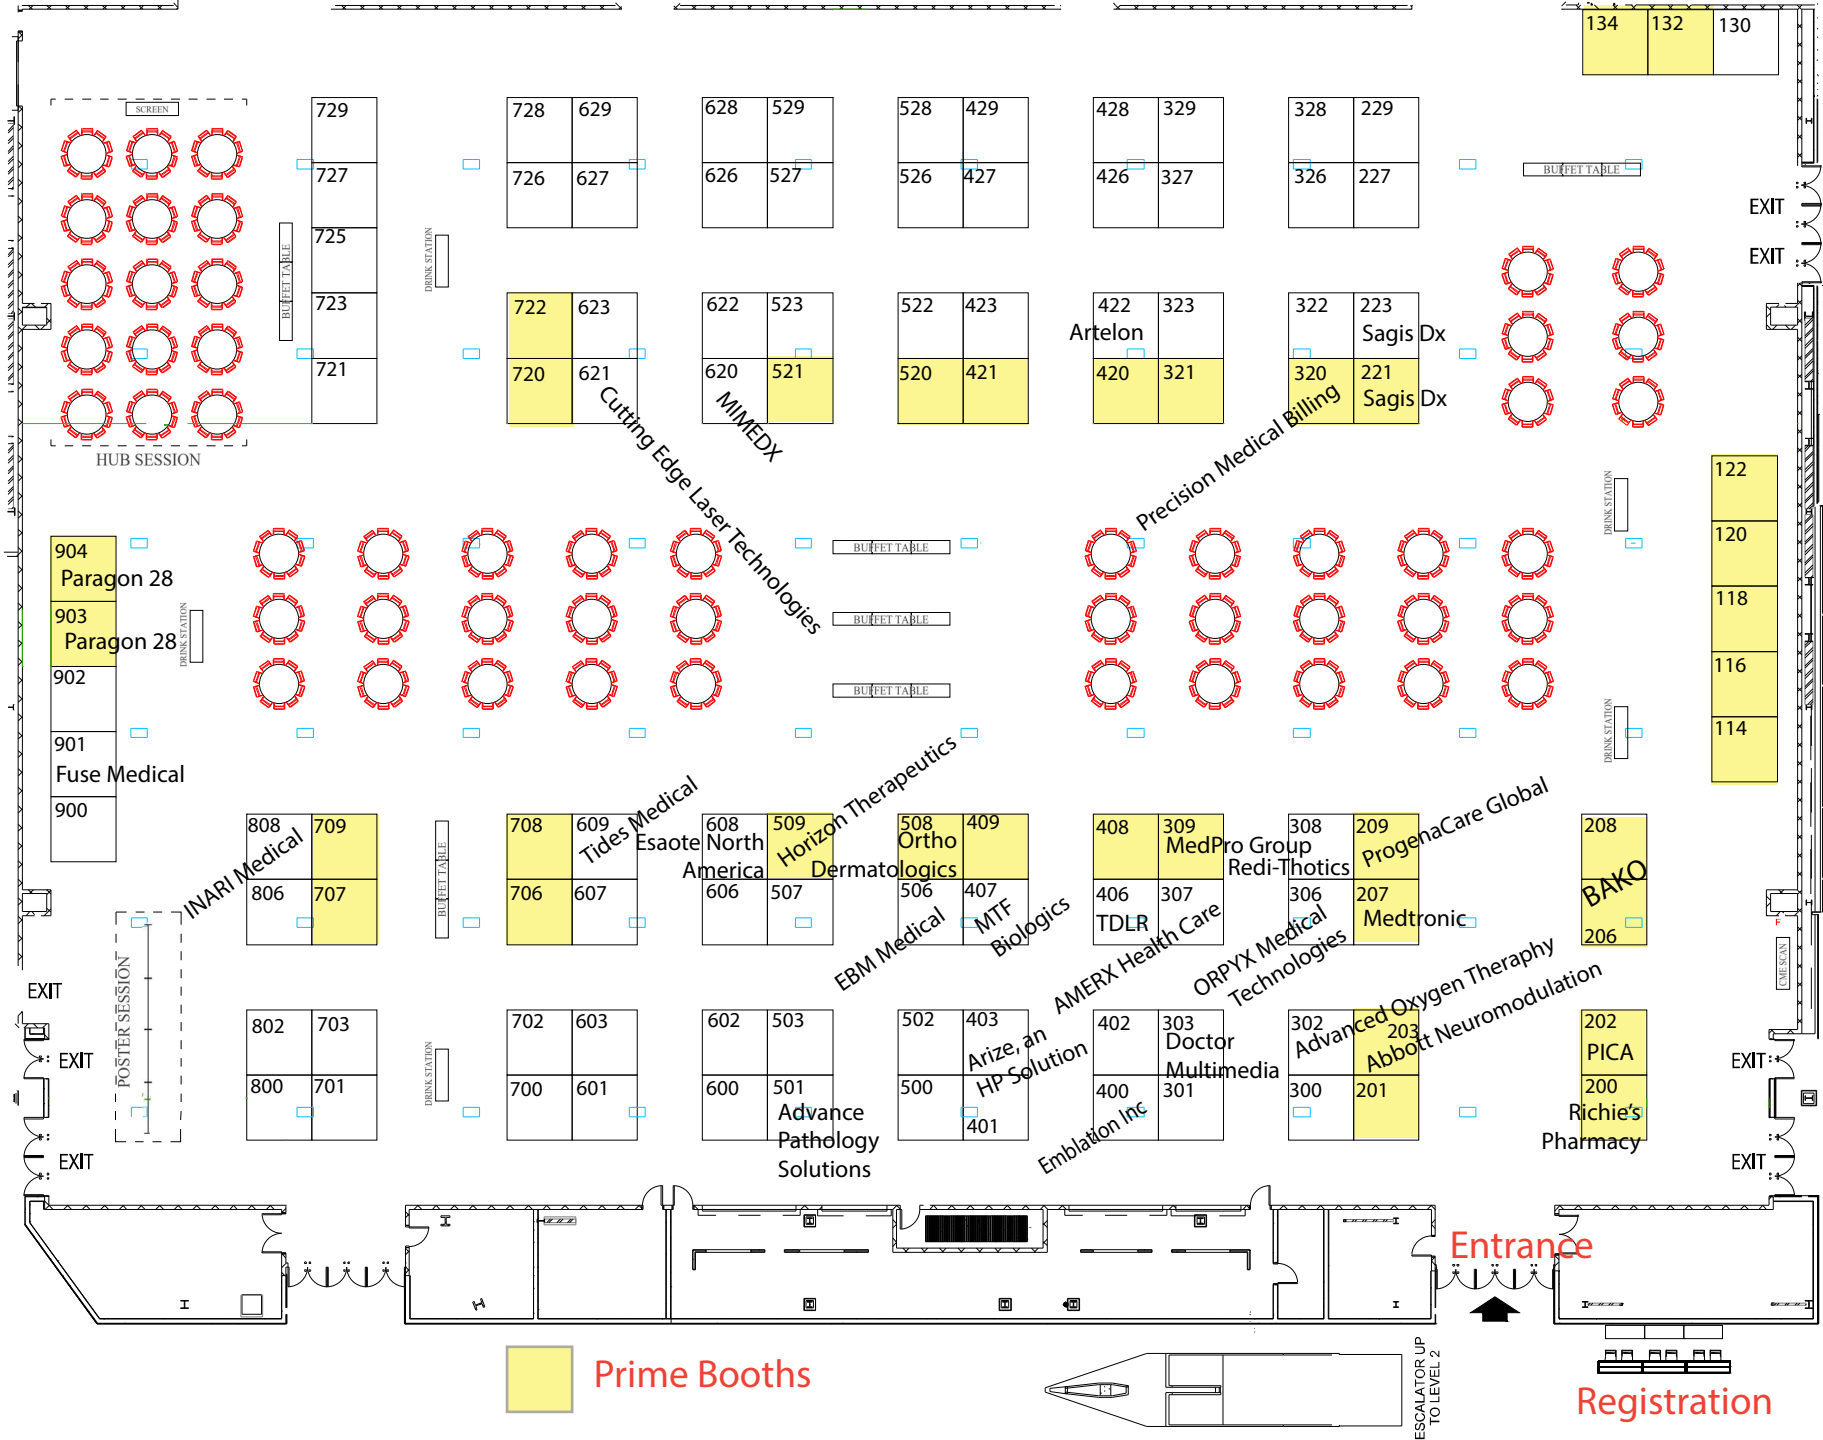 134 132 130
SCREEN
729 728 629 628 529 528 429 428 329 328 229
727 726 627 626 527 526 427 426 327 326 227
BUFFET TABLE
EXIT
EXIT
725
BUFFET TABLE
DRINK STATION
723 722 623 622 523 522 423 422 323 322 223
Artelon
Sagis Dx
721 720 621 620 521 520 421 420 321 320 221
Sagis Dx
Cutting Edge Laser Technologies
MIMEDX
Precision Medical Billing
HUB SESSION
122
DRINK STATION
120
118
116
114
DRINK STATION
904
Paragon 28
903
Paragon 28
DRINK STATION
902
901
Fuse Medical
900
BUFFET TABLE
BUFFET TABLE
BUFFET TABLE
808 709 708 609 608 509 508 409 408 309 308 209 208
INARI Medical
Tides Medical
Esaote North
America
Horizon Therapeutics
Ortho
Dermatologics
MedPro Group
Redi-Thotics
ProgenaCare Global
BAKO
BUFFET TABLE
806 707 706 607 606 507 506 407 406 307 306 207 206
EBM Medical
MTF
Biologics
TDLR
AMERX Health Care
ORPYX Medical
Technologies
Medtronic
F
CME SCAN
EXIT
POSTER SESSION
802 703 702 603 602 503 502 403 402 303 302 203 202
Arize, an
HP Solution
Doctor
Multimedia
Advanced Oxygen Theraphy
Abbott Neuromodulation
PICA
EXIT
EXIT
DRINK STATION
800 701 700 601 600 501 500 401 400 301 300 201 200
Advance
Pathology
Solutions
Emblation Inc
Richie's
Pharmacy
EXIT
EXIT
Entrance
Prime Booths
ESCALATOR UP
TO LEVEL 2
Registration